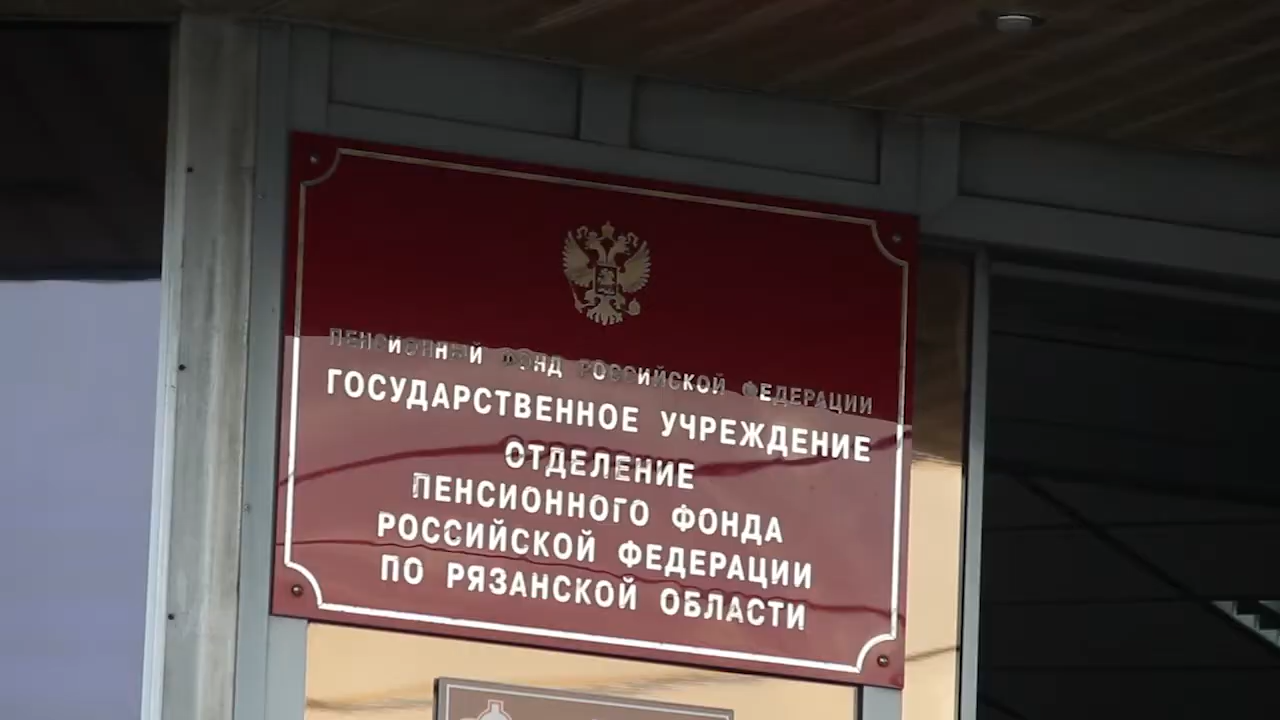 ПЕНСИОННЫЙ ФОНД РОССИЙСКОЙ ФЕДЕРАЦИИ
ГОСУДАРСТВЕННОЕ УЧРЕЖДЕНИЕ
ОТДЕЛЕНИЕ
ПЕНСИОННОГО ФОНДА
РОССИЙСКОЙ ФЕДЕРАЦИИ
ПО РЯЗАНСКОЙ ОБЛАСТИ